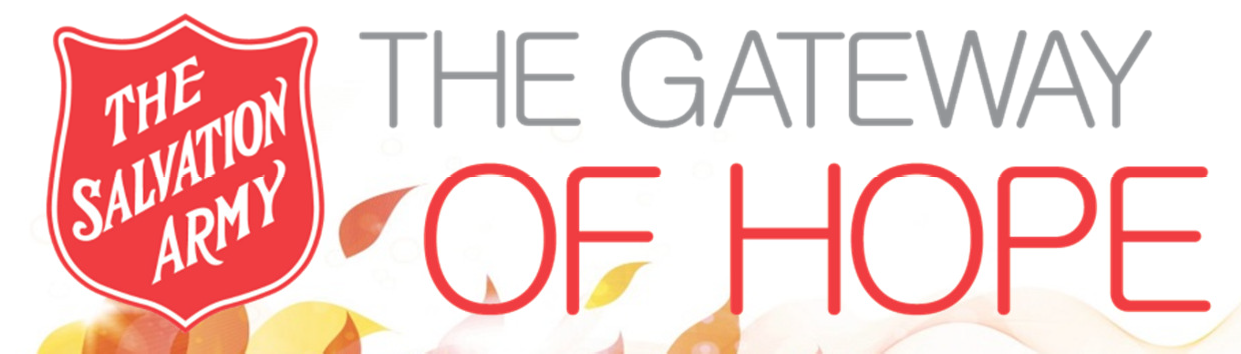 THE
SALVATION
ARMY
THE GATEWAY
OF HOPE